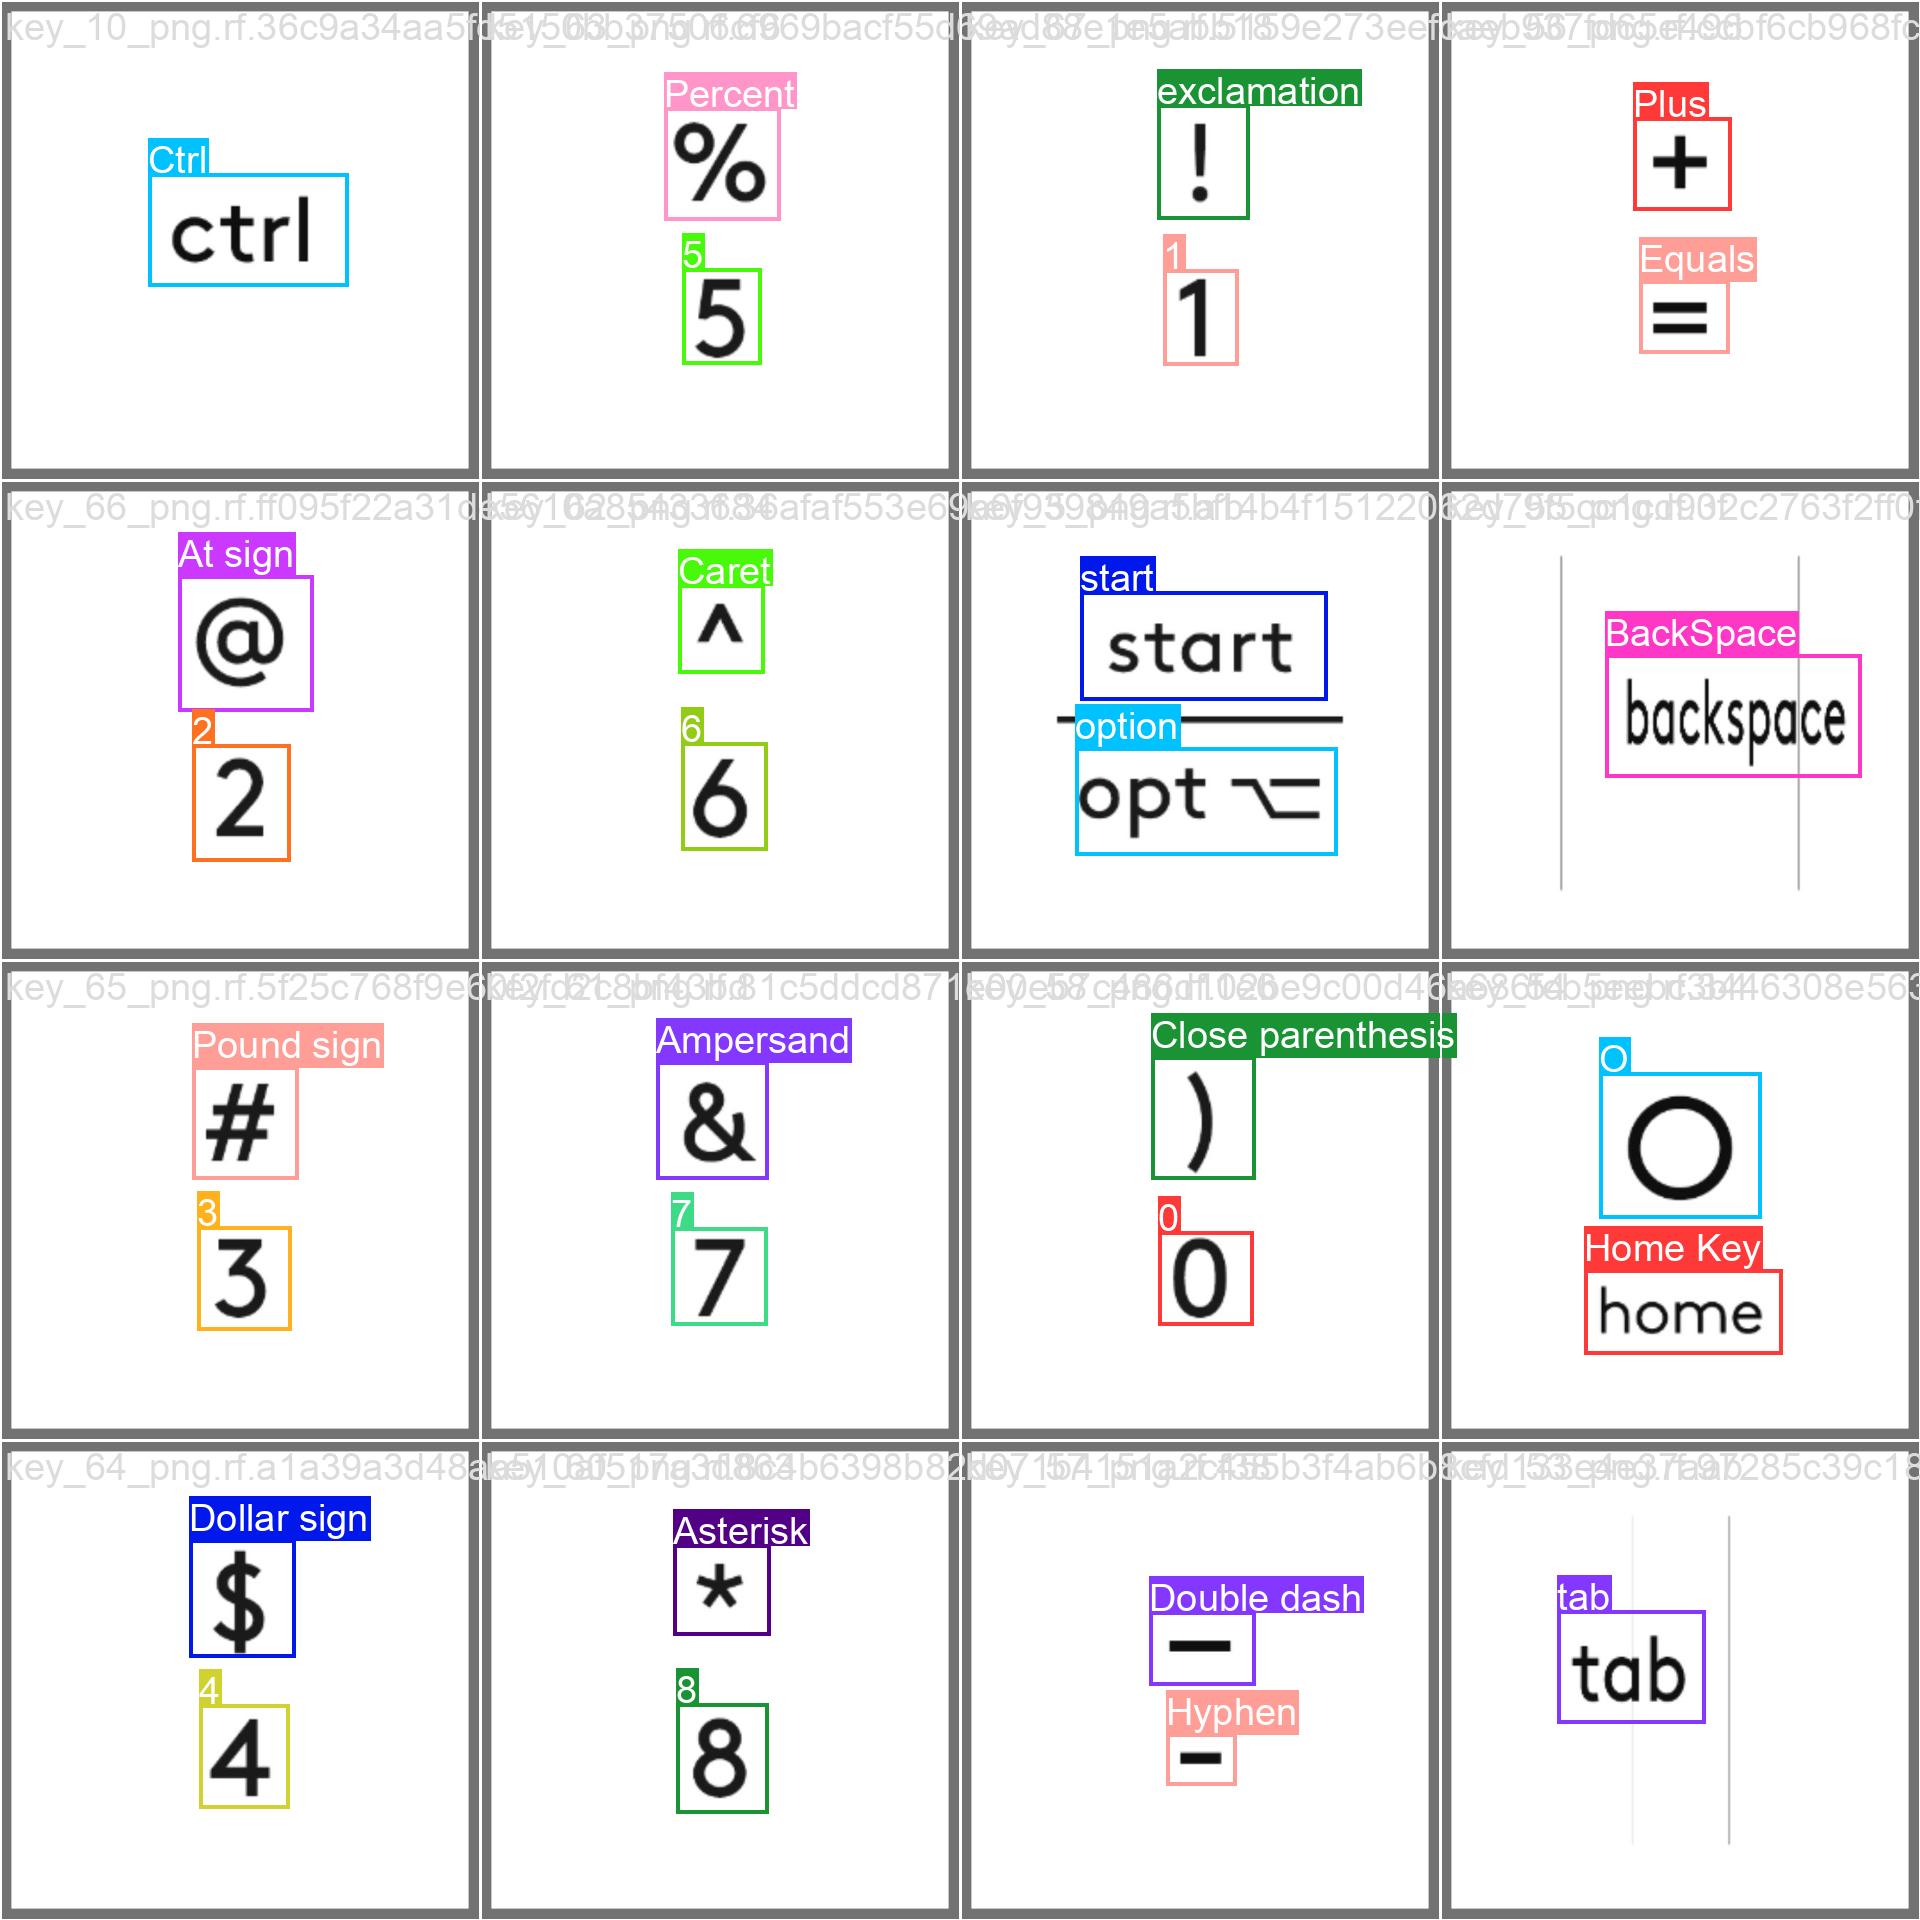 Ctrl
ctrl
Percent
%
5
5
exclamation
!
1
1
Plus
+
Equals
=
At sign
@
2
2
Caret
^
6
6
start
start
option
opt ⌥
BackSpace
backspace
Pound sign
#
3
3
Ampersand
&
7
7
Close parenthesis
)
0
0
O
O
Home Key
home
Dollar sign
$
4
4
Asterisk
*
8
8
Double dash
—
Hyphen
-
tab
tab